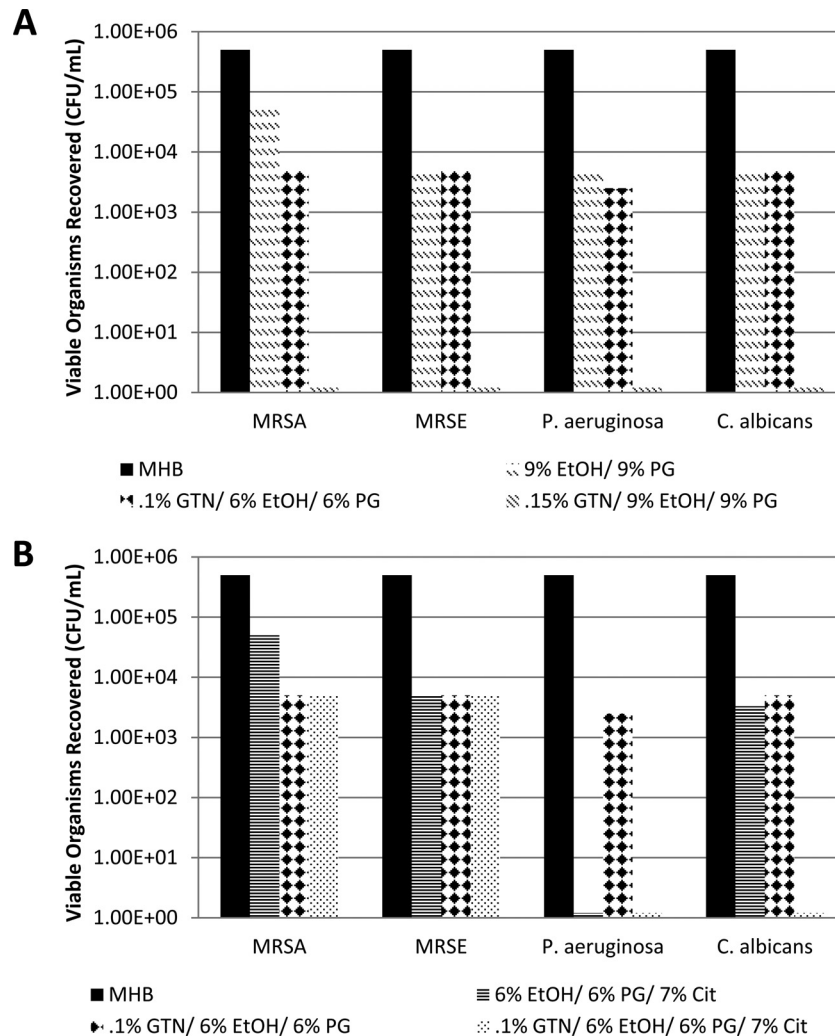 A
Viable Organisms Recovered (CFU/mL)
1.00E+06
1.00E+05
1.00E+04
1.00E+03
1.00E+02
1.00E+01
1.00E+00
MRSA MRSE P. aeruginosa C. albicans
MHB 9% EtOH/ 9% PG
.1% GTN/ 6% EtOH/ 6% PG .15% GTN/ 9% EtOH/ 9% PG
B
Viable Organisms Recovered (CFU/mL)
1.00E+06
1.00E+05
1.00E+04
1.00E+03
1.00E+02
1.00E+01
1.00E+00
MRSA MRSE P. aeruginosa C. albicans
MHB 6% EtOH/ 6% PG/ 7% Cit
.1% GTN/ 6% EtOH/ 6% PG .1% GTN/ 6% EtOH/ 6% PG/ 7% Cit